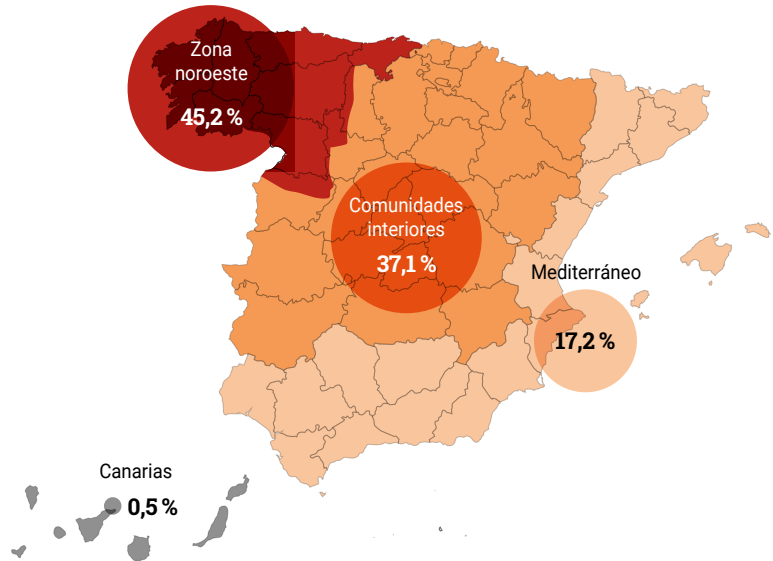 Zona
noroeste
45,2 %
Comunidades
interiores
37,1 %
Mediterráneo
17,2 %
Canarias
0,5 %